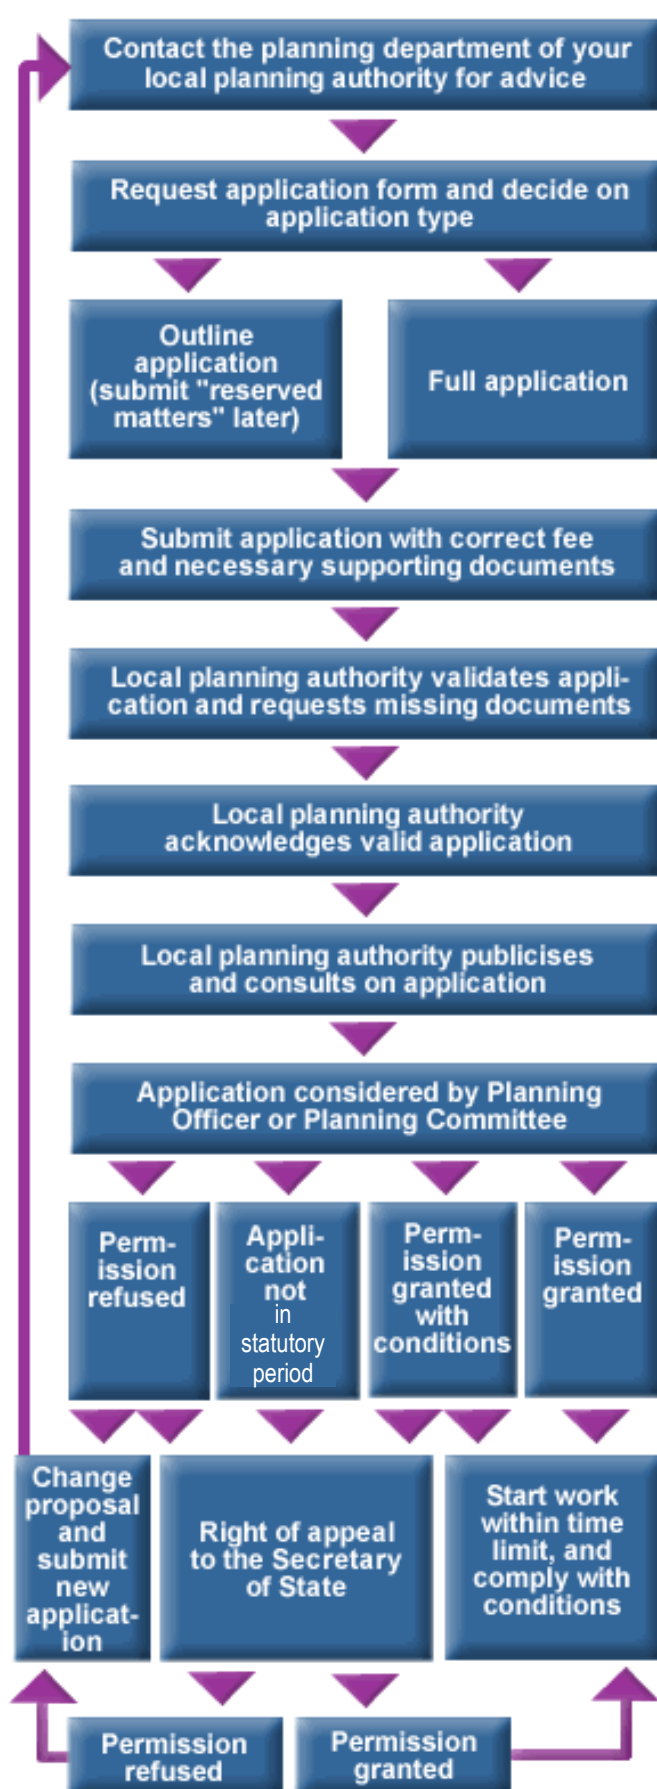 Contact the planning department of your
local planning authority for advice
Request application form and decide on
application type
Outline
application
(submit "reserved
matters" later)
Full application
Submit application with correct fee
and necessary supporting documents
Local planning authority validates appli-
cation and requests missing documents
Local planning authority
acknowledges valid application
Local planning authority publicises
and consults on application
Application considered by Planning
Officer or Planning Committee
Perm-
ission
refused
Appli-
cation
not
in
statutory
period
Perm-
ission
granted
with
conditions
Perm-
ission
granted
Change
proposal
and
submit
new
applicat-
ion
Right of appeal
to the Secretary
of State
Start work
within time
limit, and
comply with
conditions
Permission
refused
Permission
granted